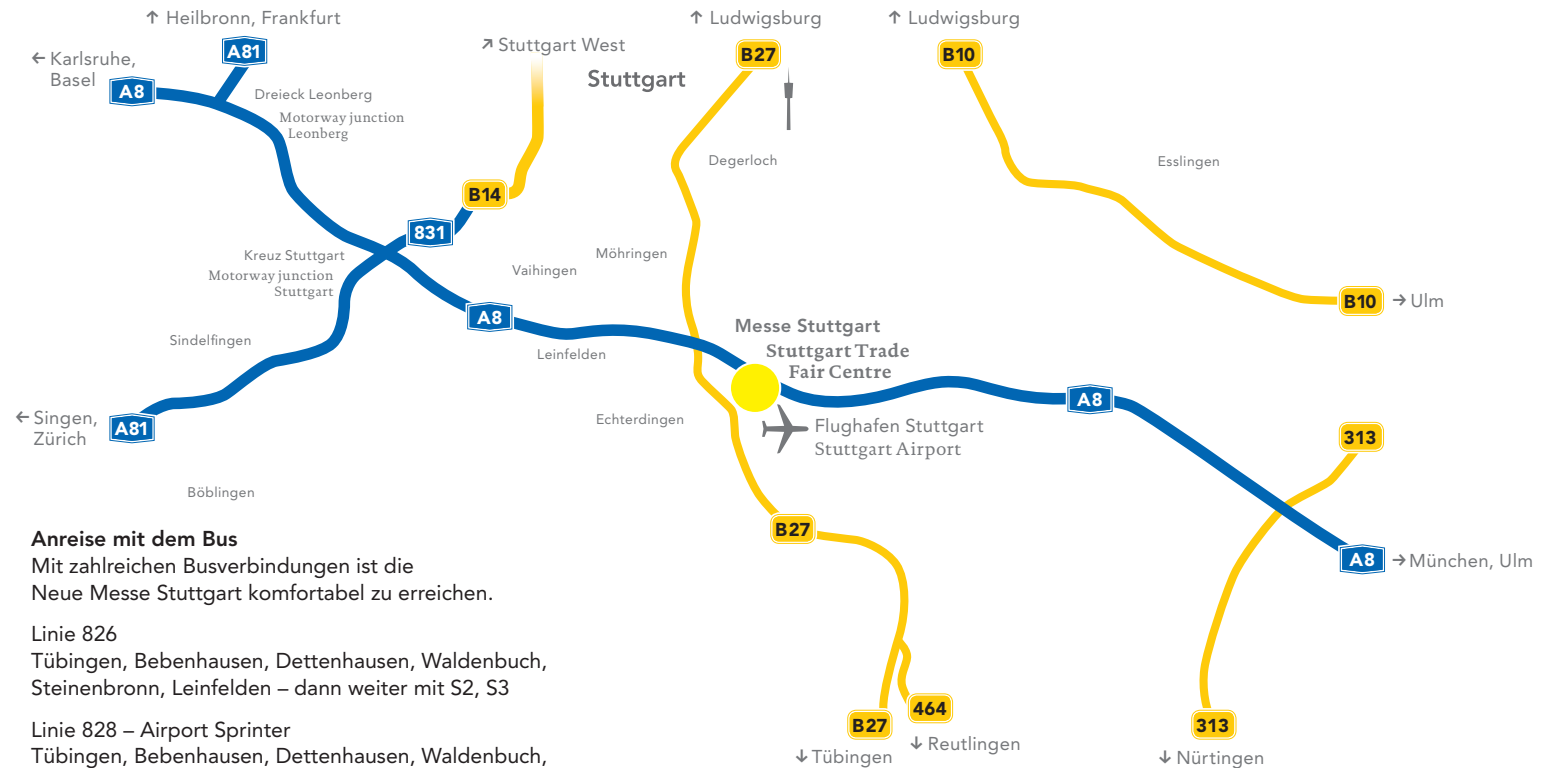 ↑ Heilbronn, Frankfurt
↑ Ludwigsburg
↑ Ludwigsburg
← Karlsruhe,
Basel
A81
↗ Stuttgart West
B27
B10
Stuttgart
A8
Dreieck Leonberg
Motorway junction
Leonberg
Degerloch
Esslingen
B14
831
Kreuz Stuttgart
Motorway junction
Stuttgart
Vaihingen
Möhringen
B10
→ Ulm
A8
Sindelfingen
Leinfelden
Messe Stuttgart
Stuttgart Trade
Fair Centre
A8
← Singen,
Zürich
A81
Echterdingen
Flughafen Stuttgart
Stuttgart Airport
313
Böblingen
B27
A8
→ München, Ulm
Anreise mit dem Bus
Mit zahlreichen Busverbindungen ist die
Neue Messe Stuttgart komfortabel zu erreichen.
Linie 826
Tübingen, Bebenhausen, Dettenhausen, Waldenbuch,
Steinenbronn, Leinfelden – dann weiter mit S2, S3
Linie 828 – Airport Sprinter
Tübingen, Bebenhausen, Dettenhausen, Waldenbuch,
B27
464
313
↓ Tübingen
↓ Reutlingen
↓ Nürtingen